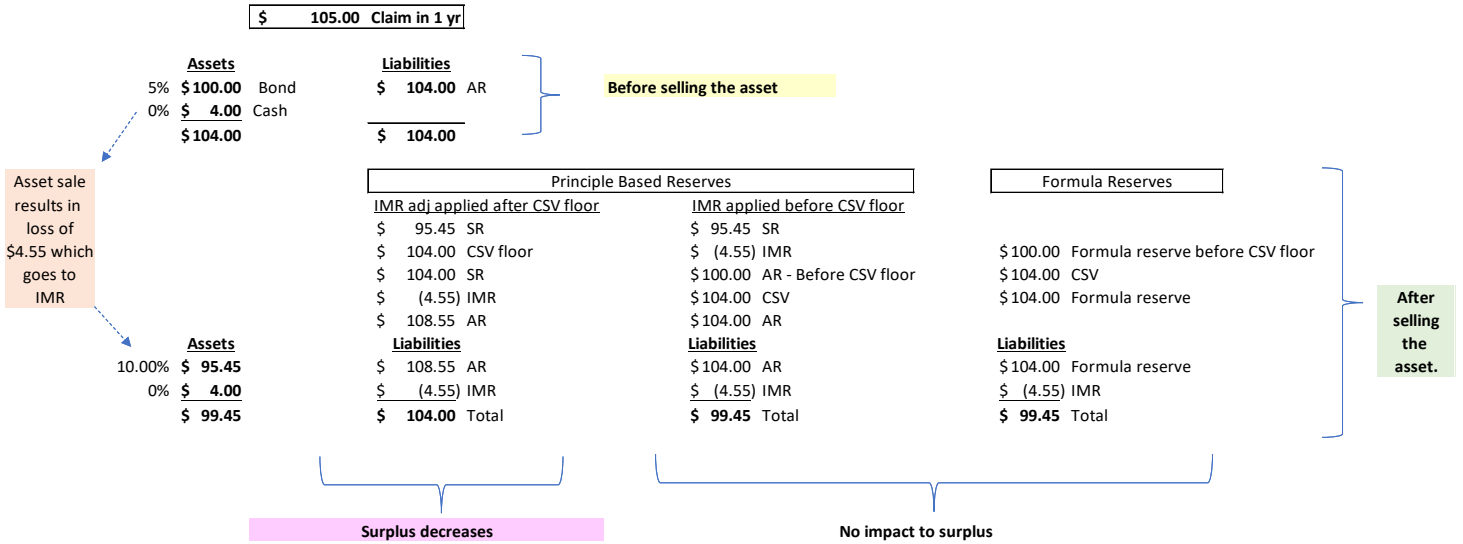 $ 105.00 Claim in 1 yr
Assets Liabilities
5% $100.00 Bond $ 104.00 AR Before selling the asset
0% $ 4.00 Cash
$104.00 $ 104.00
Asset sale
results in
loss of
$4.55 which
goes to
IMR
Principle Based Reserves Formula Reserves
IMR adj applied after CSV floor IMR applied before CSV floor
$ 95.45 SR $ 95.45 SR
$ 104.00 CSV floor $ (4.55) IMR $100.00 Formula reserve before CSV floor
$ 104.00 SR $100.00 AR - Before CSV floor $104.00 CSV
$ (4.55) IMR $104.00 CSV $104.00 Formula reserve
$ 108.55 AR $104.00 AR
After
selling
the
asset.
Assets Liabilities Liabilities Liabilities
10.00% $ 95.45 $ 108.55 AR $104.00 AR $104.00 Formula reserve
0% $ 4.00 $ (4.55) IMR $ (4.55) IMR $ (4.55) IMR
$ 99.45 $ 104.00 Total $ 99.45 Total $ 99.45 Total
Surplus decreases No impact to surplus